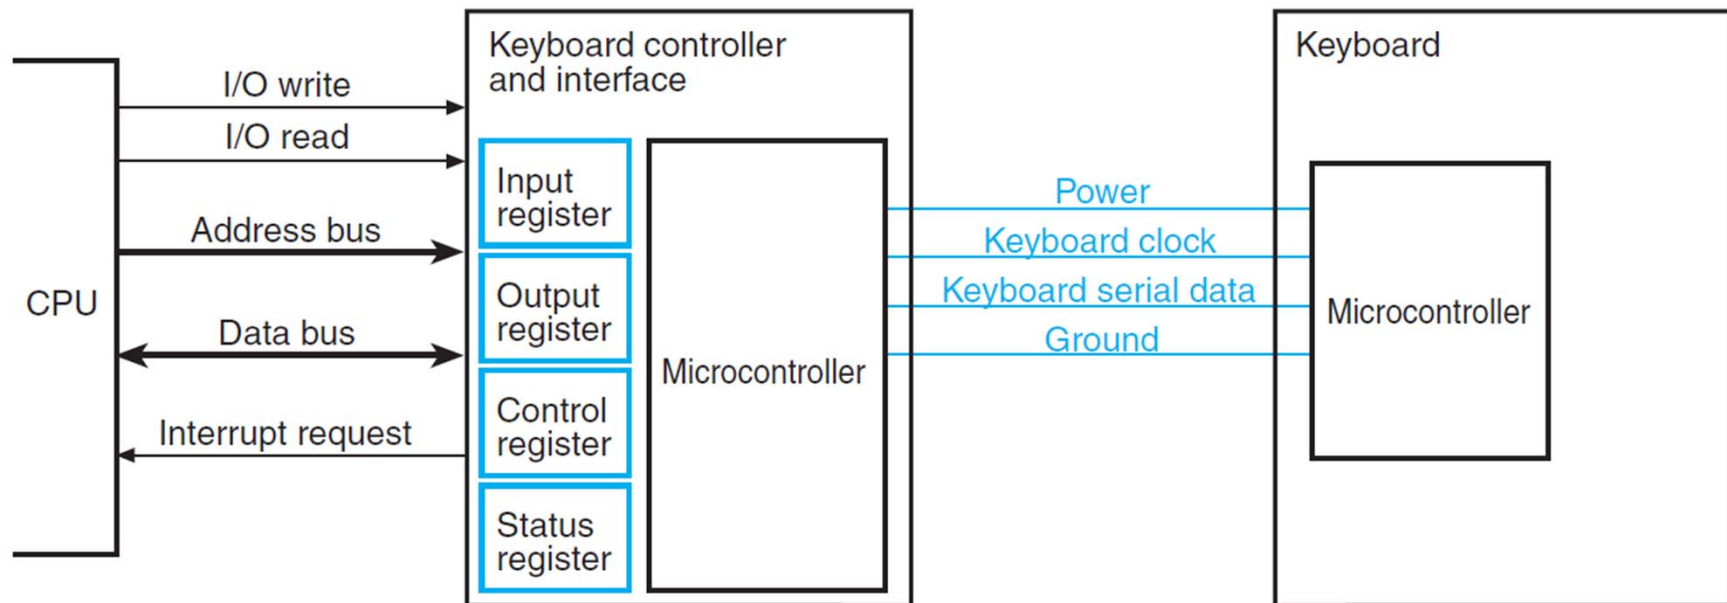 CPU
I/O write
I/O read
Address bus
Data bus
Interrupt request
Keyboard controller
and interface
Input
register
Output
register
Control
register
Status
register
Microcontroller
Power
Keyboard clock
Keyboard serial data
Ground
Keyboard
Microcontroller